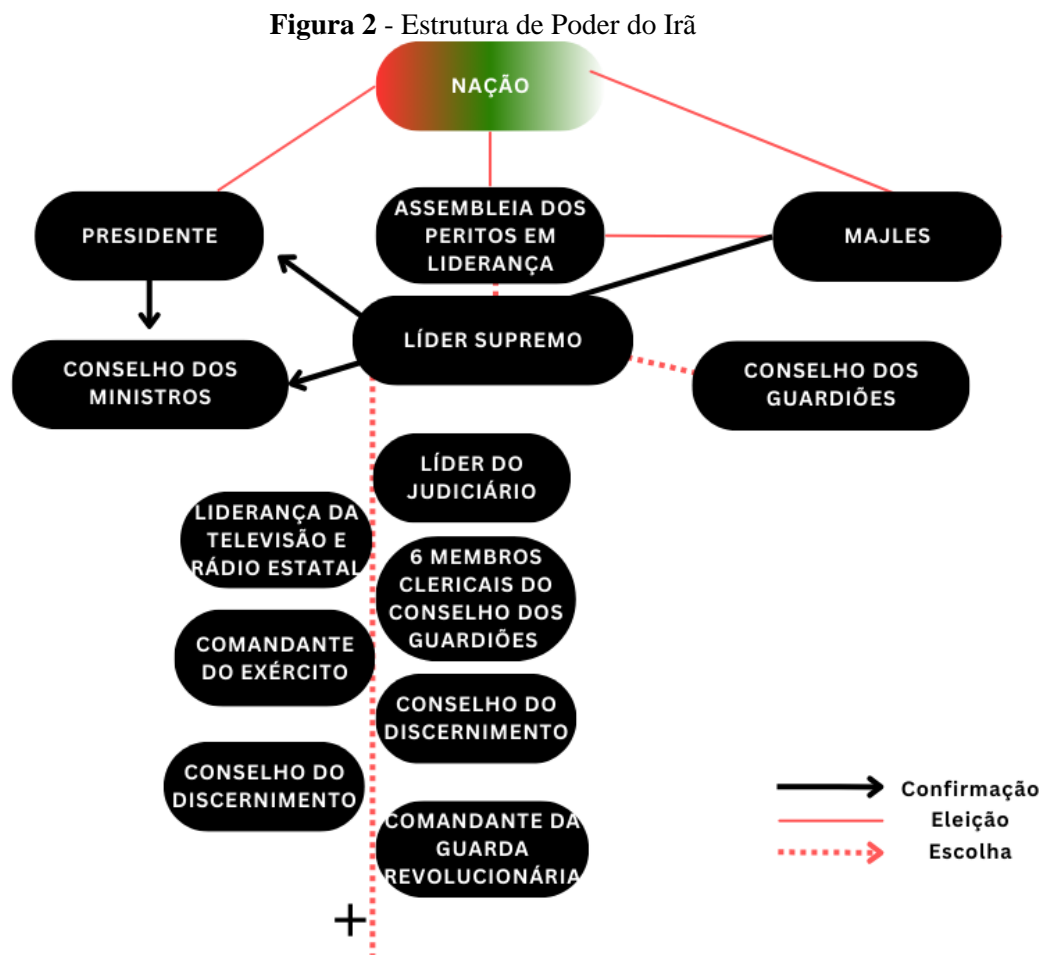 Figura 2 - Estrutura de Poder do Irã
NAÇÃO
PRESIDENTE
ASSEMBLEIA DOS
PERITOS EM
LIDERANÇA
MAJLES
LÍDER SUPREMO
CONSELHO DOS
MINISTROS
CONSELHO DOS
GUARDIÕES
LÍDER DO
JUDICIÁRIO
LIDERANÇA DA
TELEVISÃO E
RÁDIO ESTATAL
6 MEMBROS
CLERICAIS DO
CONSELHO DOS
GUARDIÕES
COMANDANTE
DO EXÉRCITO
CONSELHO DO
DISCERNIMENTO
CONSELHO DO
DISCERNIMENTO
COMANDANTE DA
GUARDA
REVOLUCIONÁRIA
+
Confirmação
Eleição
Escolha